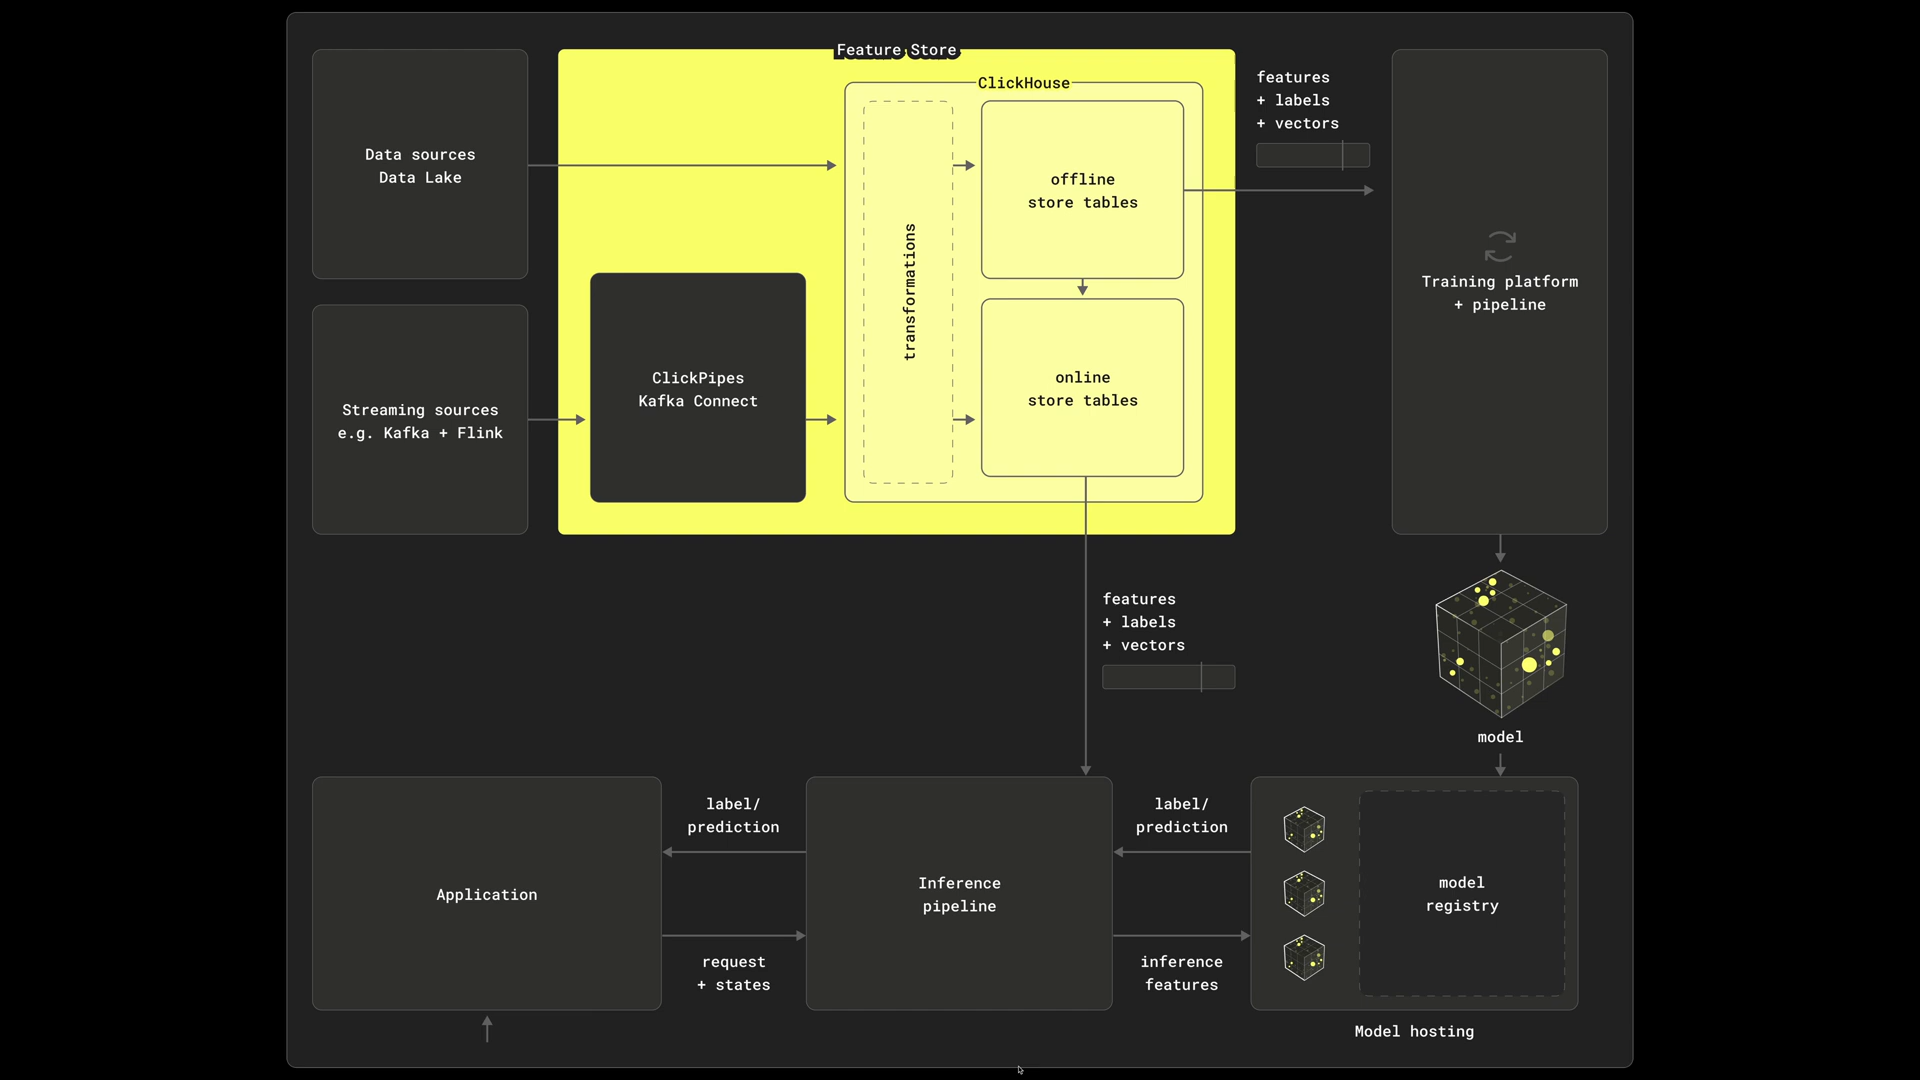 Feature Store
ClickHouse
features
+ labels
+ vectors
Data sources
Data Lake
offline
store tables
transformations
Training platform
+ pipeline
ClickPipes
Kafka Connect
online
store tables
Streaming sources
e.g. Kafka + Flink
features
+ labels
+ vectors
model
label/
prediction
label/
prediction
Application
Inference
pipeline
model
registry
request
+ states
inference
features
Model hosting